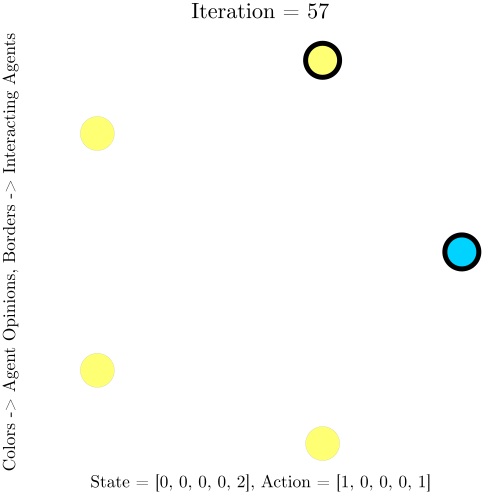 Iteration = 57
Colors -> Agent Opinions, Borders -> Interacting Agents
State = [0, 0, 0, 0, 2], Action = [1, 0, 0, 0, 1]